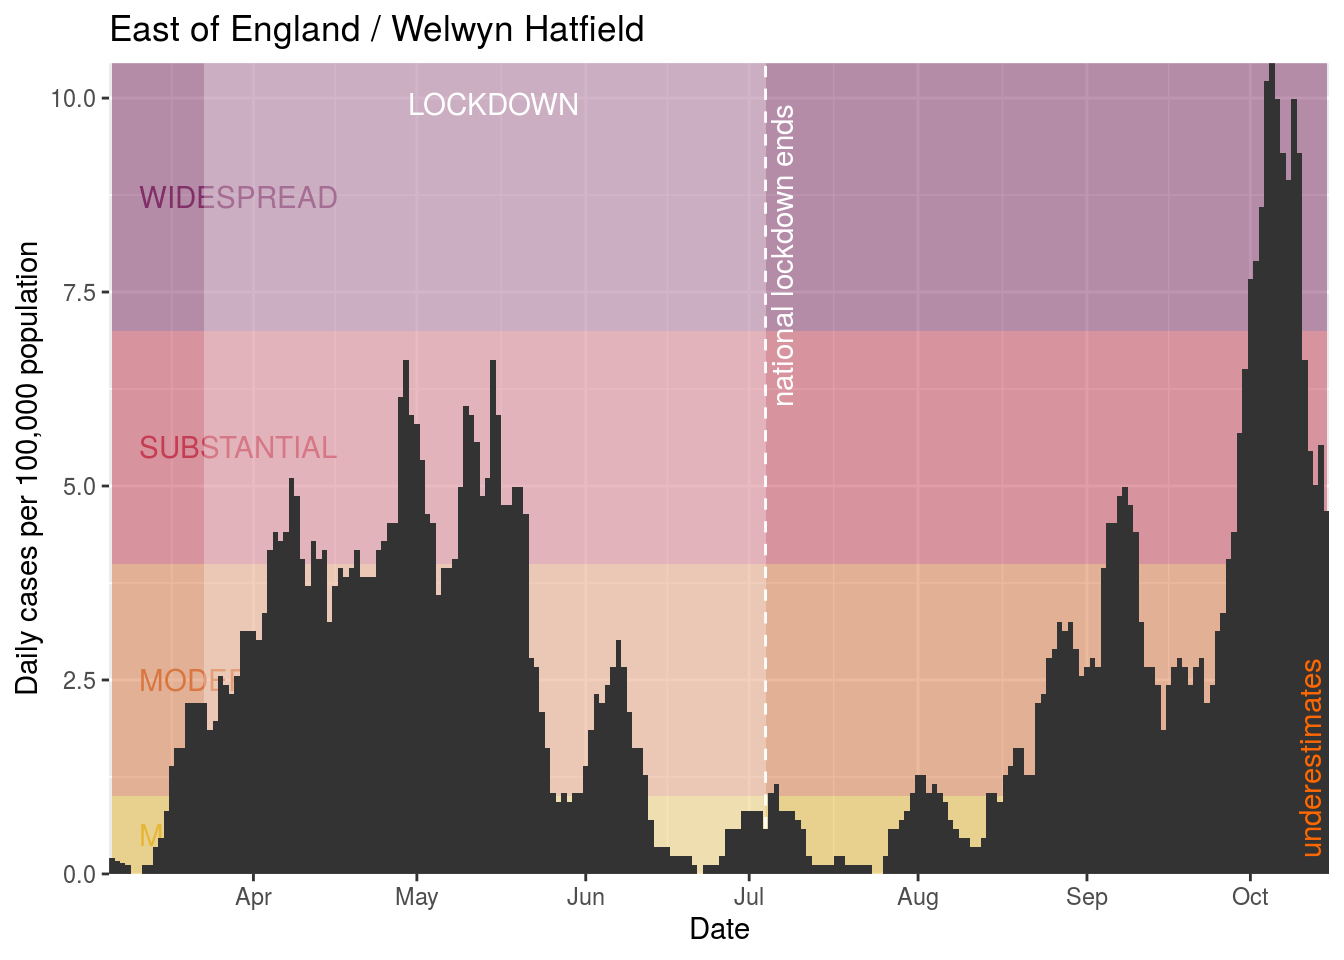 East of England / Welwyn Hatfield
Daily cases per 100,000 population
10.0
7.5
5.0
2.5
0.0
LOCKDOWN
WIDESPREAD
SUBSTANTIAL
national lockdown ends
underestimates
Apr
May
Jun
Jul
Aug
Sep
Oct
Date